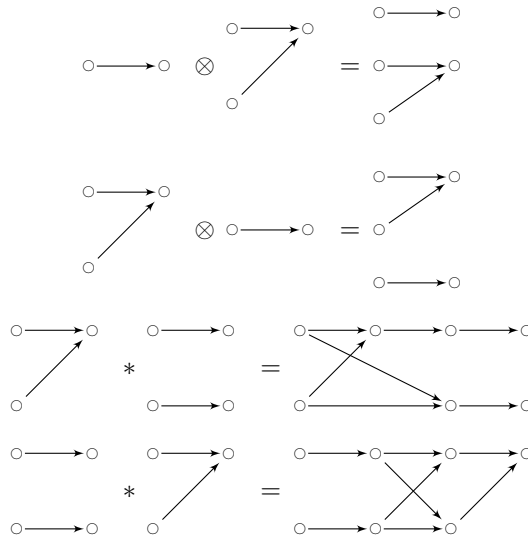 ⊗ =
⊗ =
* =
* =